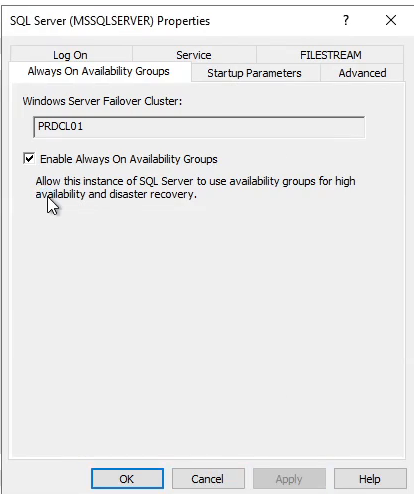 SQL Server (MSSQLSERVER) Properties
?
Log On
Service
FILESTREAM
Always On Availability Groups
Startup Parameters
Advanced
Windows Server Failover Cluster:
PRDCL01
Enable Always On Availability Groups
Allow this instance of SQL Server to use availability groups for high
availability and disaster recovery.
OK
Cancel
Apply
Help